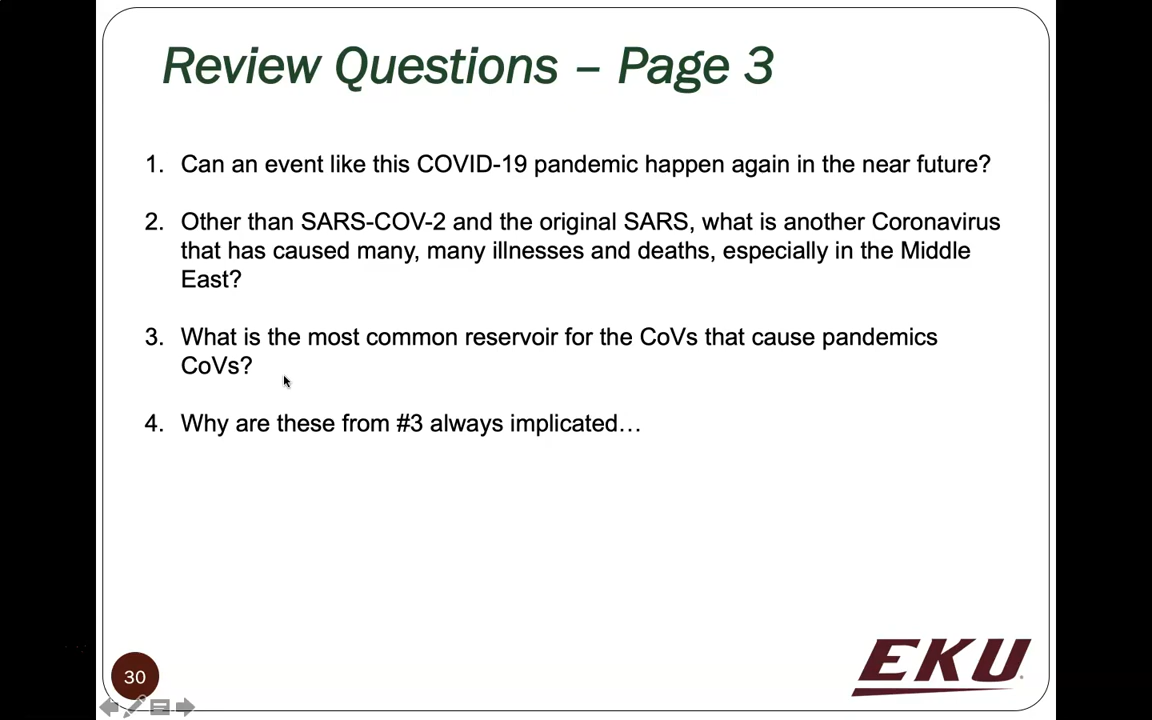 Review Questions – Page 3
1. Can an event like this COVID-19 pandemic happen again in the near future?
2. Other than SARS-COV-2 and the original SARS, what is another Coronavirus
that has caused many, many illnesses and deaths, especially in the Middle
East?
3. What is the most common reservoir for the CoVs that cause pandemics
CoVs?
4. Why are these from #3 always implicated…
30
EKU